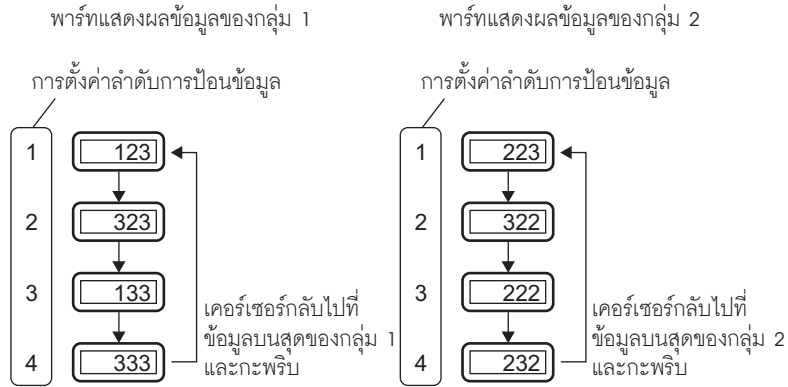 พาร์ทแสดงผลข้อมูลของกลุ่ม 1
การตั้งค่าลำดับการป้อนข้อมูล
1 123
2 323
3 133
4 333
เคอร์เซอร์กลับไปที่
ข้อมูลบนสุดของกลุ่ม 1
และกะพริบ
พาร์ทแสดงผลข้อมูลของกลุ่ม 2
การตั้งค่าลำดับการป้อนข้อมูล
1 223
2 322
3 222
4 232
เคอร์เซอร์กลับไปที่
ข้อมูลบนสุดของกลุ่ม 2
และกะพริบ